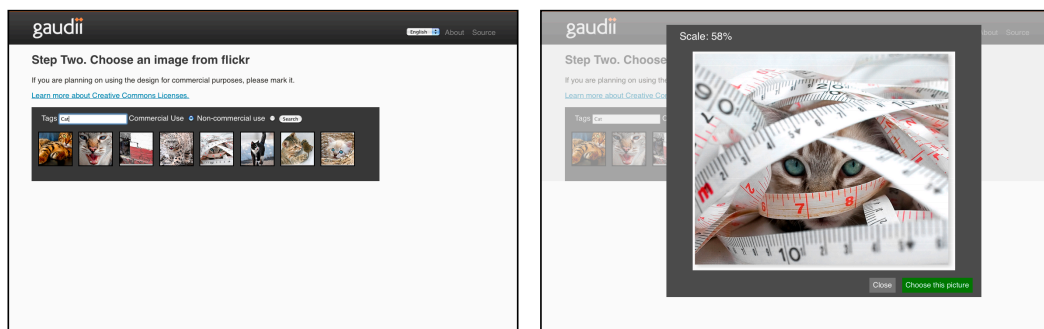 gaudii
English About Source
Step Two. Choose an image from flickr
If you are planning on using the design for commercial purposes, please mark it.
Learn more about Creative Commons Licenses.
Tags Cat Commercial Use Non-commercial use Search
gaudii
About Source
Scale: 58%
Step Two. Choose
If you are planning on using the
Learn more about Creative Co
Tags Cat C
Close Choose this picture